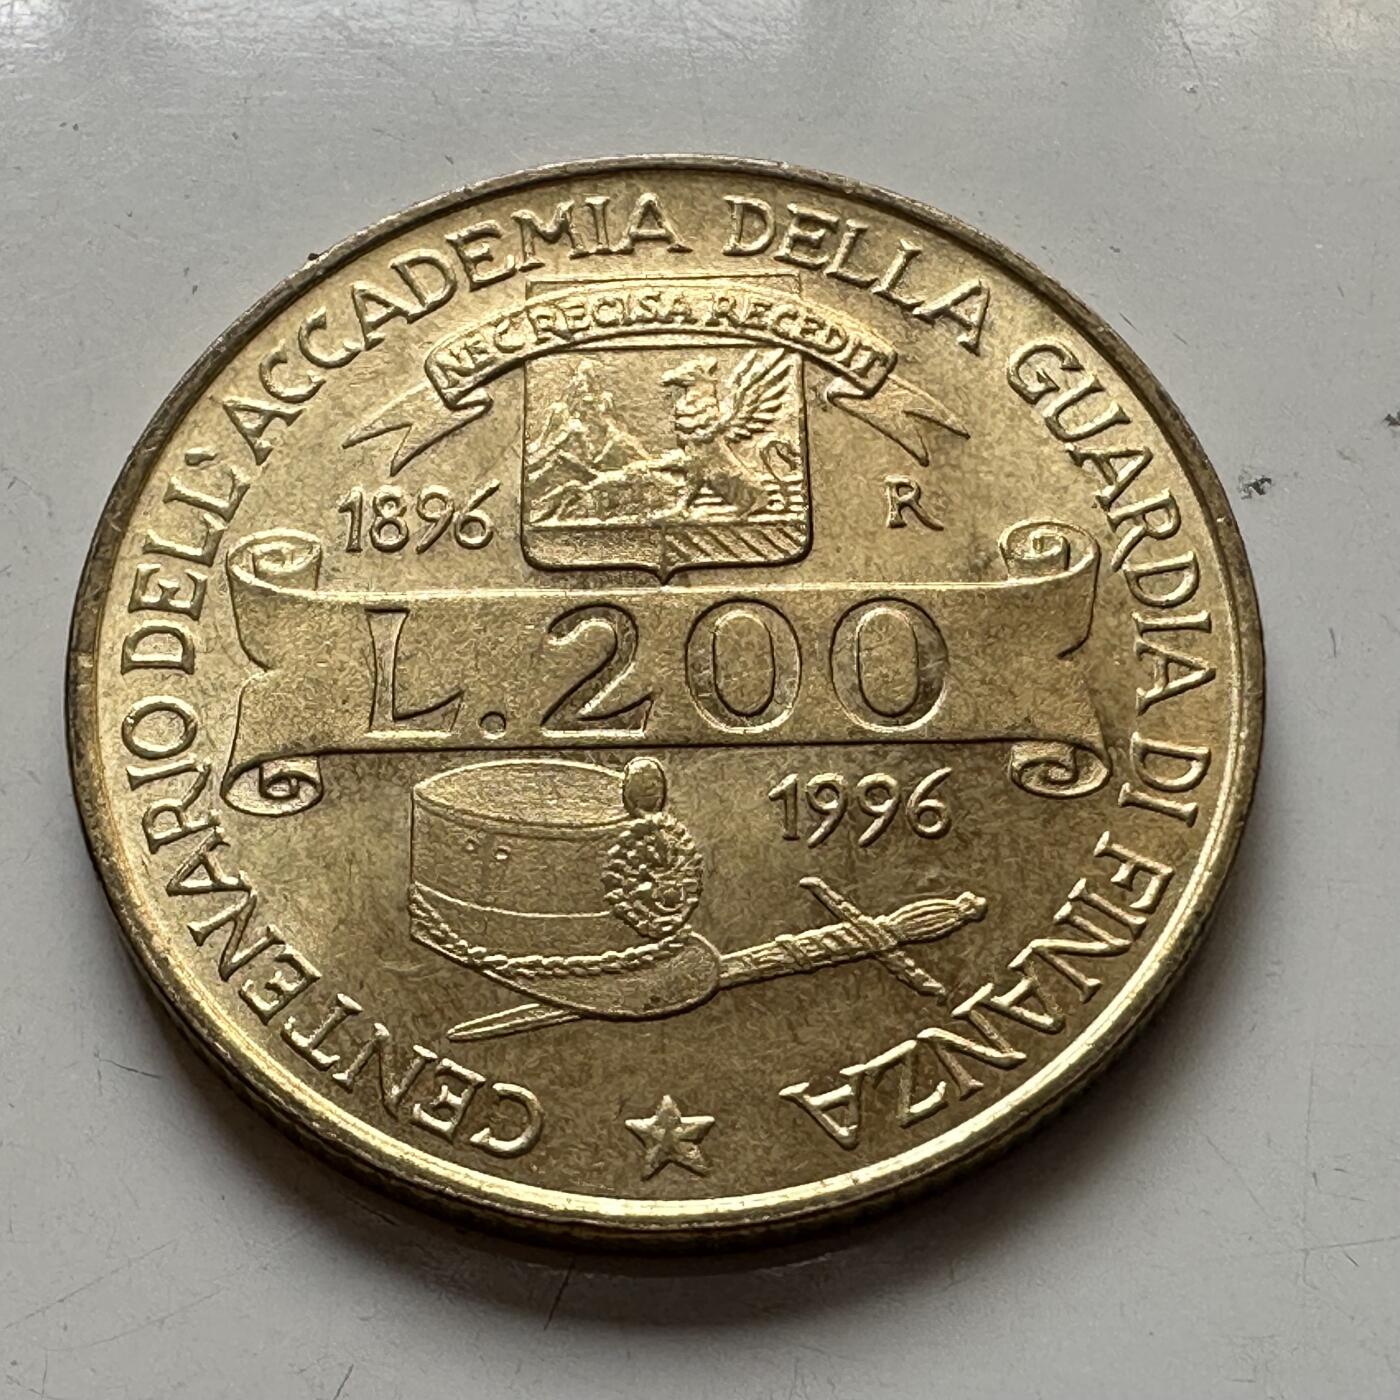 CENTENARIO DELL'ACCADEMIA DELLA GUARDIA DI FINANZA
NEC RECISA RECEDIT
1896
R
L.200
1996